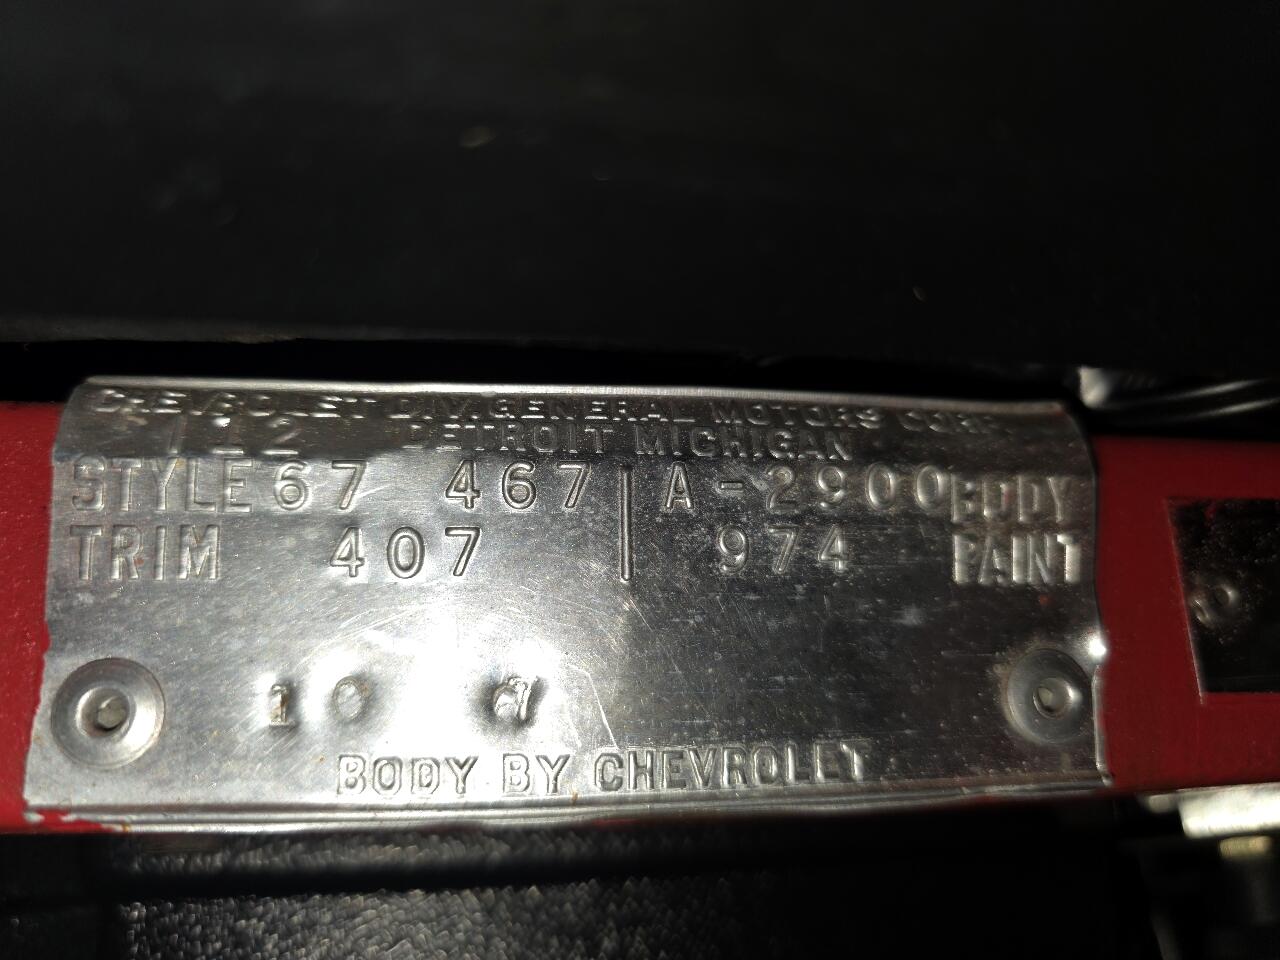 CHEVROLET DIV. GENERAL MOTORS CORP.
112 DETROIT MICHIGAN
STYLE 67 467 A-2900 BODY
TRIM 407 974 PAINT
10
BODY BY CHEVROLET